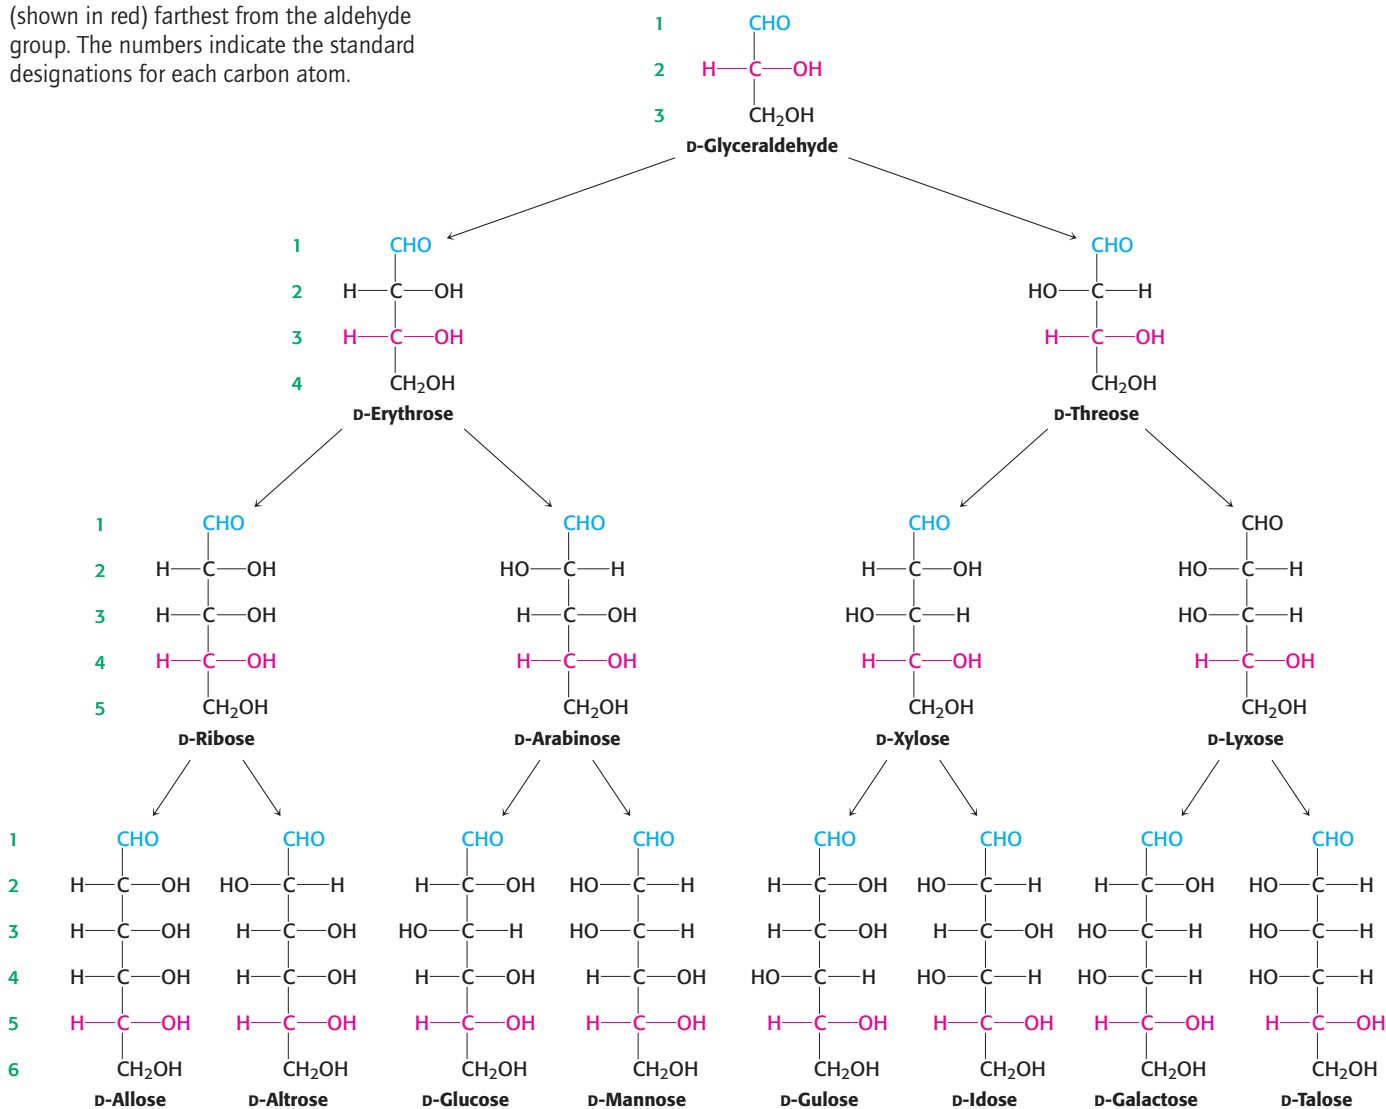 (shown in red) farthest from the aldehyde
group. The numbers indicate the standard
designations for each carbon atom.
1 CHO
2 H—C—OH
3 CH₂OH
D-Glyceraldehyde
1 CHO CHO
2 H—C—OH HO—C—H
3 H—C—OH H—C—OH
4 CH₂OH CH₂OH
D-Erythrose D-Threose
1 CHO CHO CHO CHO
2 H—C—OH HO—C—H H—C—OH HO—C—H
3 H—C—OH H—C—OH HO—C—H HO—C—H
4 H—C—OH H—C—OH H—C—OH H—C—OH
5 CH₂OH CH₂OH CH₂OH CH₂OH
D-Ribose D-Arabinose D-Xylose D-Lyxose
1 CHO CHO CHO CHO CHO CHO CHO CHO
2 H—C—OH HO—C—H H—C—OH HO—C—H H—C—OH HO—C—H H—C—OH HO—C—H
3 H—C—OH H—C—OH HO—C—H HO—C—H H—C—OH H—C—OH HO—C—H HO—C—H
4 H—C—OH H—C—OH H—C—OH H—C—OH HO—C—H HO—C—H HO—C—H HO—C—H
5 H—C—OH H—C—OH H—C—OH H—C—OH H—C—OH H—C—OH H—C—OH H—C—OH
6 CH₂OH CH₂OH CH₂OH CH₂OH CH₂OH CH₂OH CH₂OH CH₂OH
D-Allose D-Altrose D-Glucose D-Mannose D-Gulose D-Idose D-Galactose D-Talose